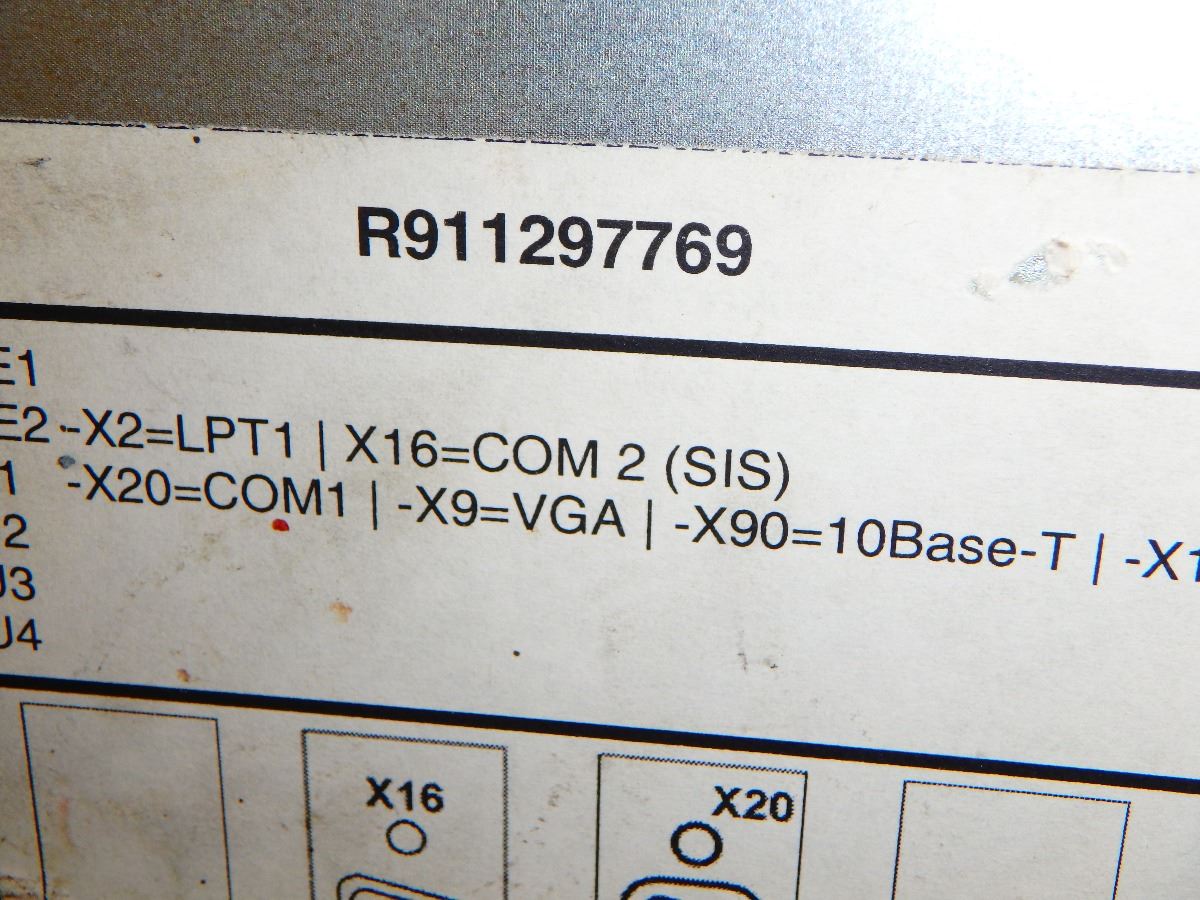 R911297769
E1
E2 -X2=LPT1 | X16=COM 2 (SIS)
1 -X20=COM1 | -X9=VGA | -X90=10Base-T | -X1
2
J3
J4
X16
X20